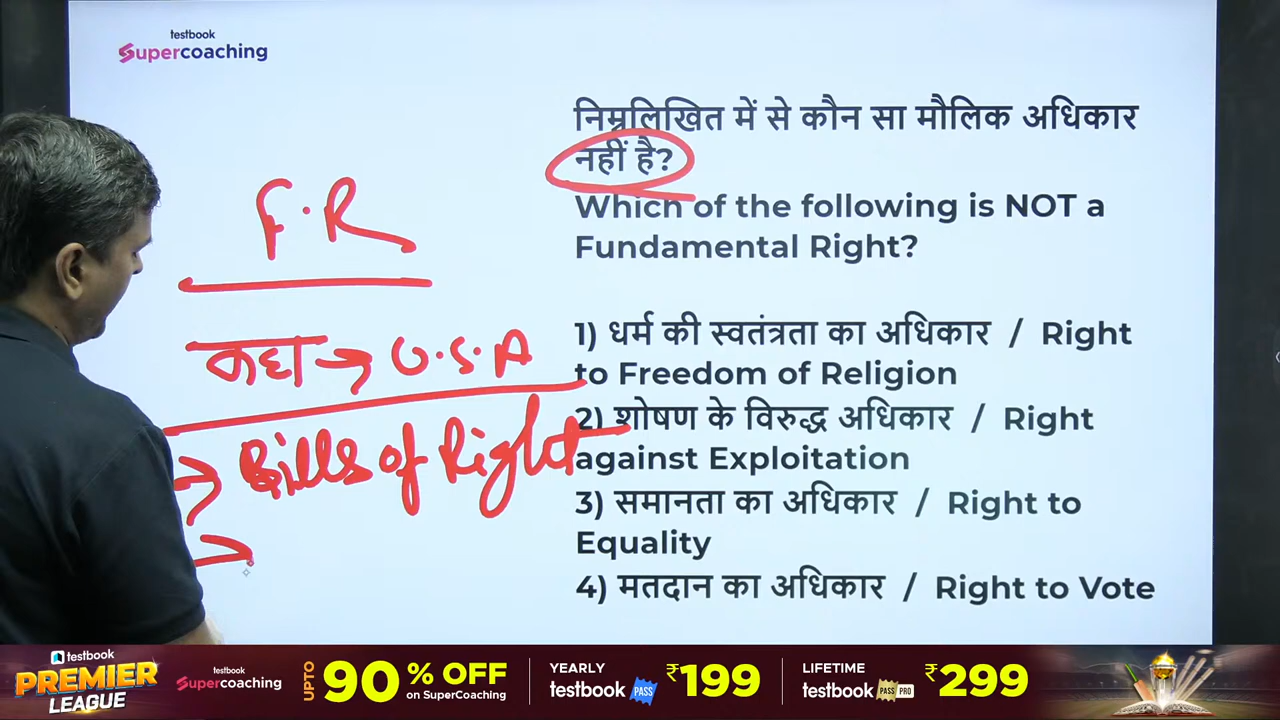 testbook
Supercoaching
निम्नलिखित में से कौन सा मौलिक अधिकार
नहीं है?
Which of the following is NOT a
Fundamental Right?
1) धर्म की स्वतंत्रता का अधिकार / Right
to Freedom of Religion
2) शोषण के विरुद्ध अधिकार / Right
against Exploitation
3) समानता का अधिकार / Right to
Equality
4) मतदान का अधिकार / Right to Vote
F.R
कहा → U.S.A
→ Bills of Right
→
testbook
PREMIER
LEAGUE
testbook
Supercoaching
UPTO 90% OFF
on SuperCoaching
YEARLY
testbook PASS
₹199
LIFETIME
testbook PASS PRO
₹299